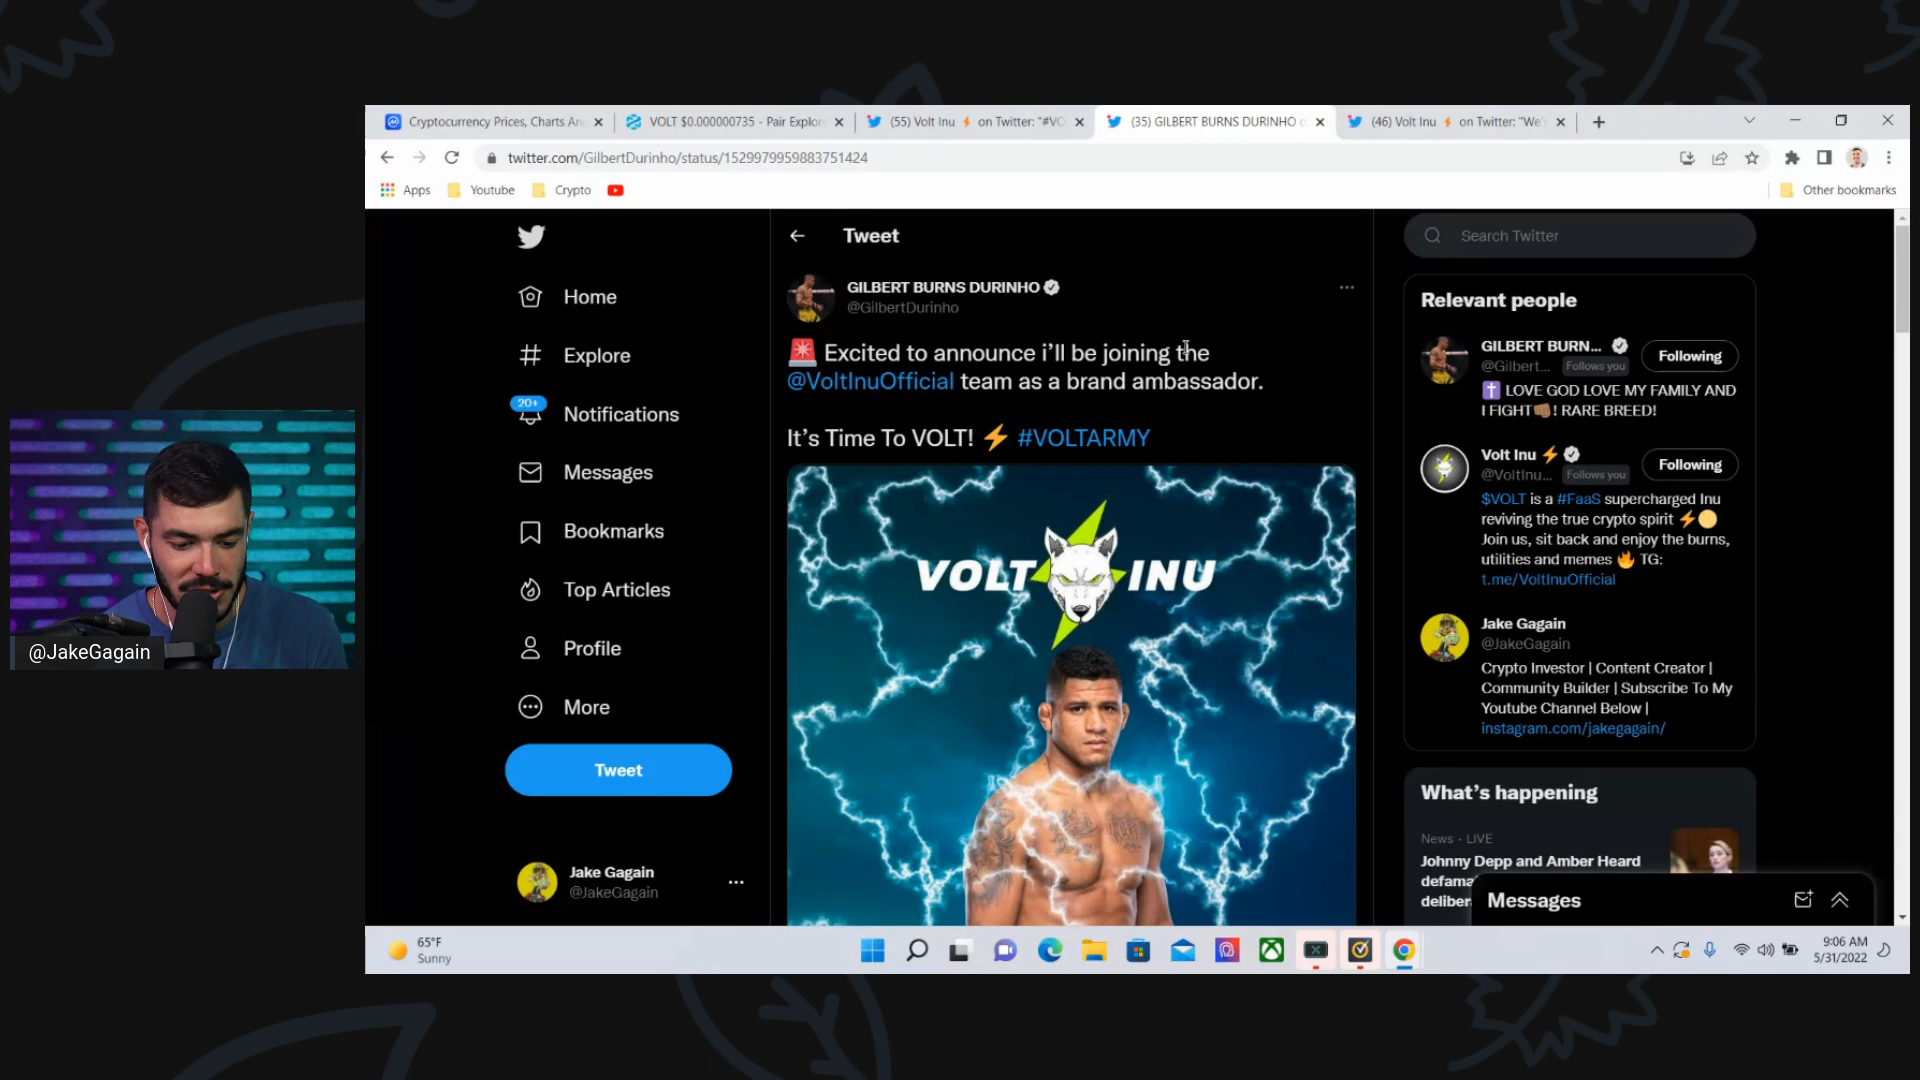 Cryptocurrency Prices, Charts An
VOLT $0.000000735 - Pair Explor
(55) Volt Inu ⚡ on Twitter: "#VO
(35) GILBERT BURNS DURINHO o
(46) Volt Inu ⚡ on Twitter: "We'
twitter.com/GilbertDurinho/status/1529979959883751424
Apps
Youtube
Crypto
Other bookmarks
Home
Explore
20+
Notifications
Messages
Bookmarks
Top Articles
Profile
More
Tweet
Jake Gagain
@JakeGagain
Tweet
GILBERT BURNS DURINHO
@GilbertDurinho
🚨 Excited to announce i'll be joining the
@VoltInuOfficial team as a brand ambassador.
It's Time To VOLT! ⚡ #VOLTARMY
VOLT INU
Search Twitter
Relevant people
GILBERT BURN...
@Gilbert... Follows you
Following
✝️ LOVE GOD LOVE MY FAMILY AND
I FIGHT👊🏾! RARE BREED!
Volt Inu ⚡
@VoltInu... Follows you
Following
$VOLT is a #FaaS supercharged Inu
reviving the true crypto spirit ⚡🌕
Join us, sit back and enjoy the burns,
utilities and memes 🔥 TG:
t.me/VoltInuOfficial
Jake Gagain
@JakeGagain
Crypto Investor | Content Creator |
Community Builder | Subscribe To My
Youtube Channel Below |
instagram.com/jakegagain/
What's happening
News · LIVE
Johnny Depp and Amber Heard
defama
deliber
Messages
@JakeGagain
65°F
Sunny
9:06 AM
5/31/2022